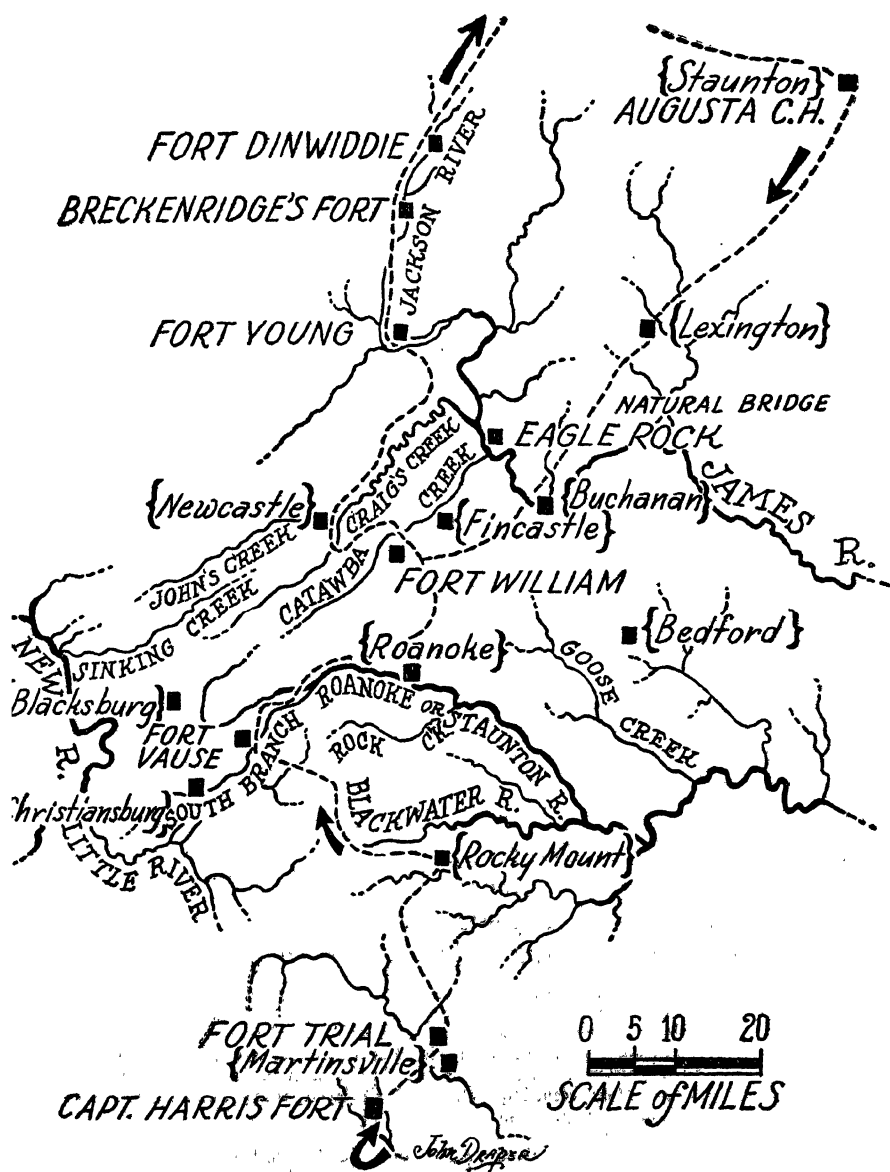 {Staunton}
AUGUSTA C.H.
FORT DINWIDDIE
BRECKENRIDGE'S FORT
JACKSON RIVER
FORT YOUNG
{Lexington}
NATURAL BRIDGE
EAGLE ROCK
JAMES R.
{Newcastle}
CRAIG'S CREEK
{Buchanan}
{Fincastle}
JOHN'S CREEK
SINKING CREEK
CATAWBA CREEK
FORT WILLIAM
NEW R.
{Roanoke}
{Bedford}
GOOSE CREEK
Blacksburg}
FORT
VAUSE
SOUTH BRANCH ROANOKE OR STAUNTON R.
ROCK CK.
Christiansburg}
BLACKWATER R.
LITTLE RIVER
{Rocky Mount}
FORT TRIAL
{Martinsville}
CAPT. HARRIS FORT
0 5 10 20
SCALE of MILES
John Draper